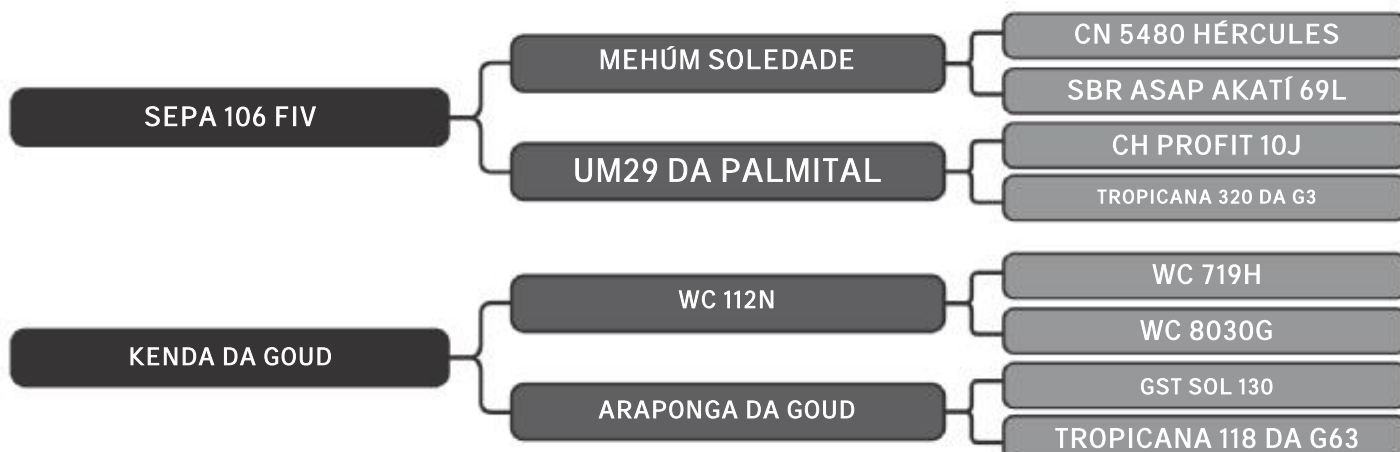 SEPA 106 FIV
MEHÚM SOLEDADE
CN 5480 HÉRCULES
SBR ASAP AKATÍ 69L
UM29 DA PALMITAL
CH PROFIT 10J
TROPICANA 320 DA G3
KENDA DA GOUD
WC 112N
WC 719H
WC 8030G
ARAPONGA DA GOUD
GST SOL 130
TROPICANA 118 DA G63